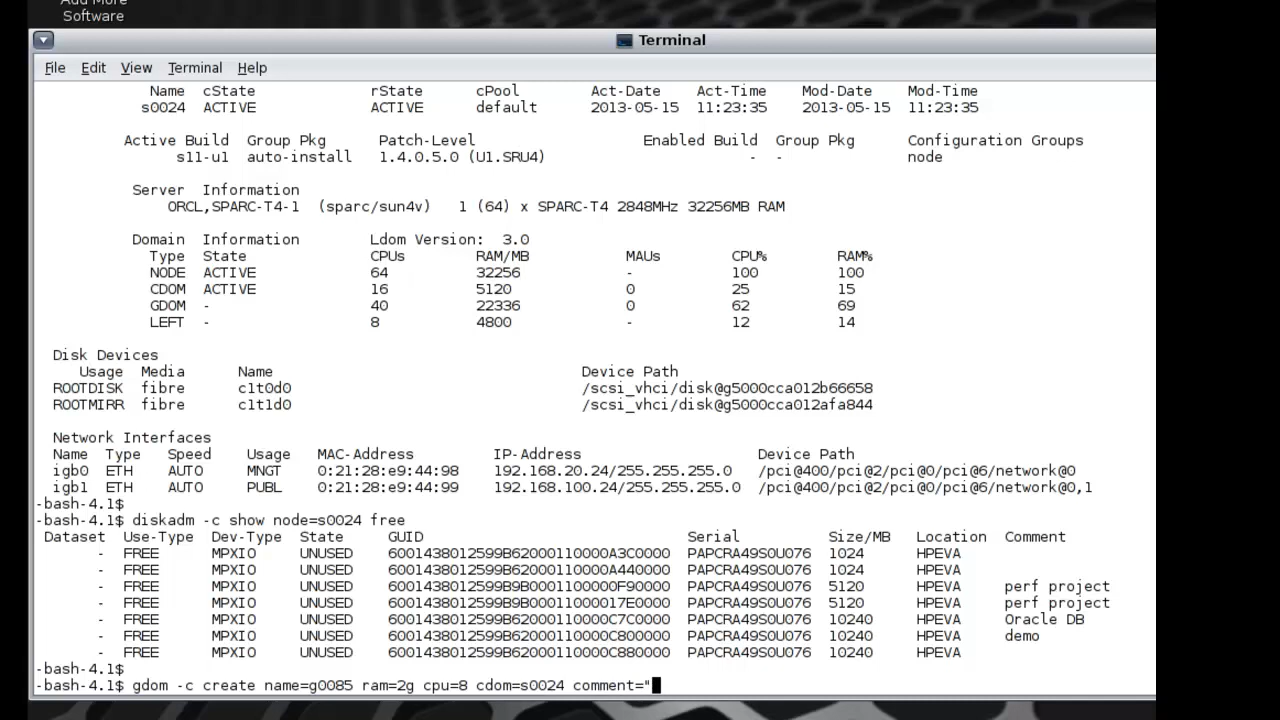 Add More
Software
Terminal
File Edit View Terminal Help
Name cState rState cPool Act-Date Act-Time Mod-Date Mod-Time
s0024 ACTIVE ACTIVE default 2013-05-15 11:23:35 2013-05-15 11:23:35
Active Build Group Pkg Patch-Level Enabled Build Group Pkg Configuration Groups
s11-u1 auto-install 1.4.0.5.0 (U1.SRU4) - - node
Server Information
ORCL,SPARC-T4-1 (sparc/sun4v) 1 (64) x SPARC-T4 2848MHz 32256MB RAM
Domain Information Ldom Version: 3.0
Type State CPUs RAM/MB MAUs CPU% RAM%
NODE ACTIVE 64 32256 - 100 100
CDOM ACTIVE 16 5120 0 25 15
GDOM - 40 22336 0 62 69
LEFT - 8 4800 - 12 14
Disk Devices
Usage Media Name Device Path
ROOTDISK fibre c1t0d0 /scsi_vhci/disk@g5000cca012b66658
ROOTMIRR fibre c1t1d0 /scsi_vhci/disk@g5000cca012afa844
Network Interfaces
Name Type Speed Usage MAC-Address IP-Address Device Path
igb0 ETH AUTO MNGT 0:21:28:e9:44:98 192.168.20.24/255.255.255.0 /pci@400/pci@2/pci@0/pci@6/network@0
igb1 ETH AUTO PUBL 0:21:28:e9:44:99 192.168.100.24/255.255.255.0 /pci@400/pci@2/pci@0/pci@6/network@0,1
-bash-4.1$
-bash-4.1$ diskadm -c show node=s0024 free
Dataset Use-Type Dev-Type State GUID Serial Size/MB Location Comment
- FREE MPXIO UNUSED 6001438012599B62000110000A3C0000 PAPCRA49S0U076 1024 HPEVA
- FREE MPXIO UNUSED 6001438012599B62000110000A440000 PAPCRA49S0U076 1024 HPEVA
- FREE MPXIO UNUSED 6001438012599B9B0001100000F90000 PAPCRA49S0U076 5120 HPEVA perf project
- FREE MPXIO UNUSED 6001438012599B9B00011000017E0000 PAPCRA49S0U076 5120 HPEVA perf project
- FREE MPXIO UNUSED 6001438012599B62000110000C7C0000 PAPCRA49S0U076 10240 HPEVA Oracle DB
- FREE MPXIO UNUSED 6001438012599B62000110000C800000 PAPCRA49S0U076 10240 HPEVA demo
- FREE MPXIO UNUSED 6001438012599B62000110000C880000 PAPCRA49S0U076 10240 HPEVA
-bash-4.1$
-bash-4.1$ gdom -c create name=g0085 ram=2g cpu=8 cdom=s0024 comment="